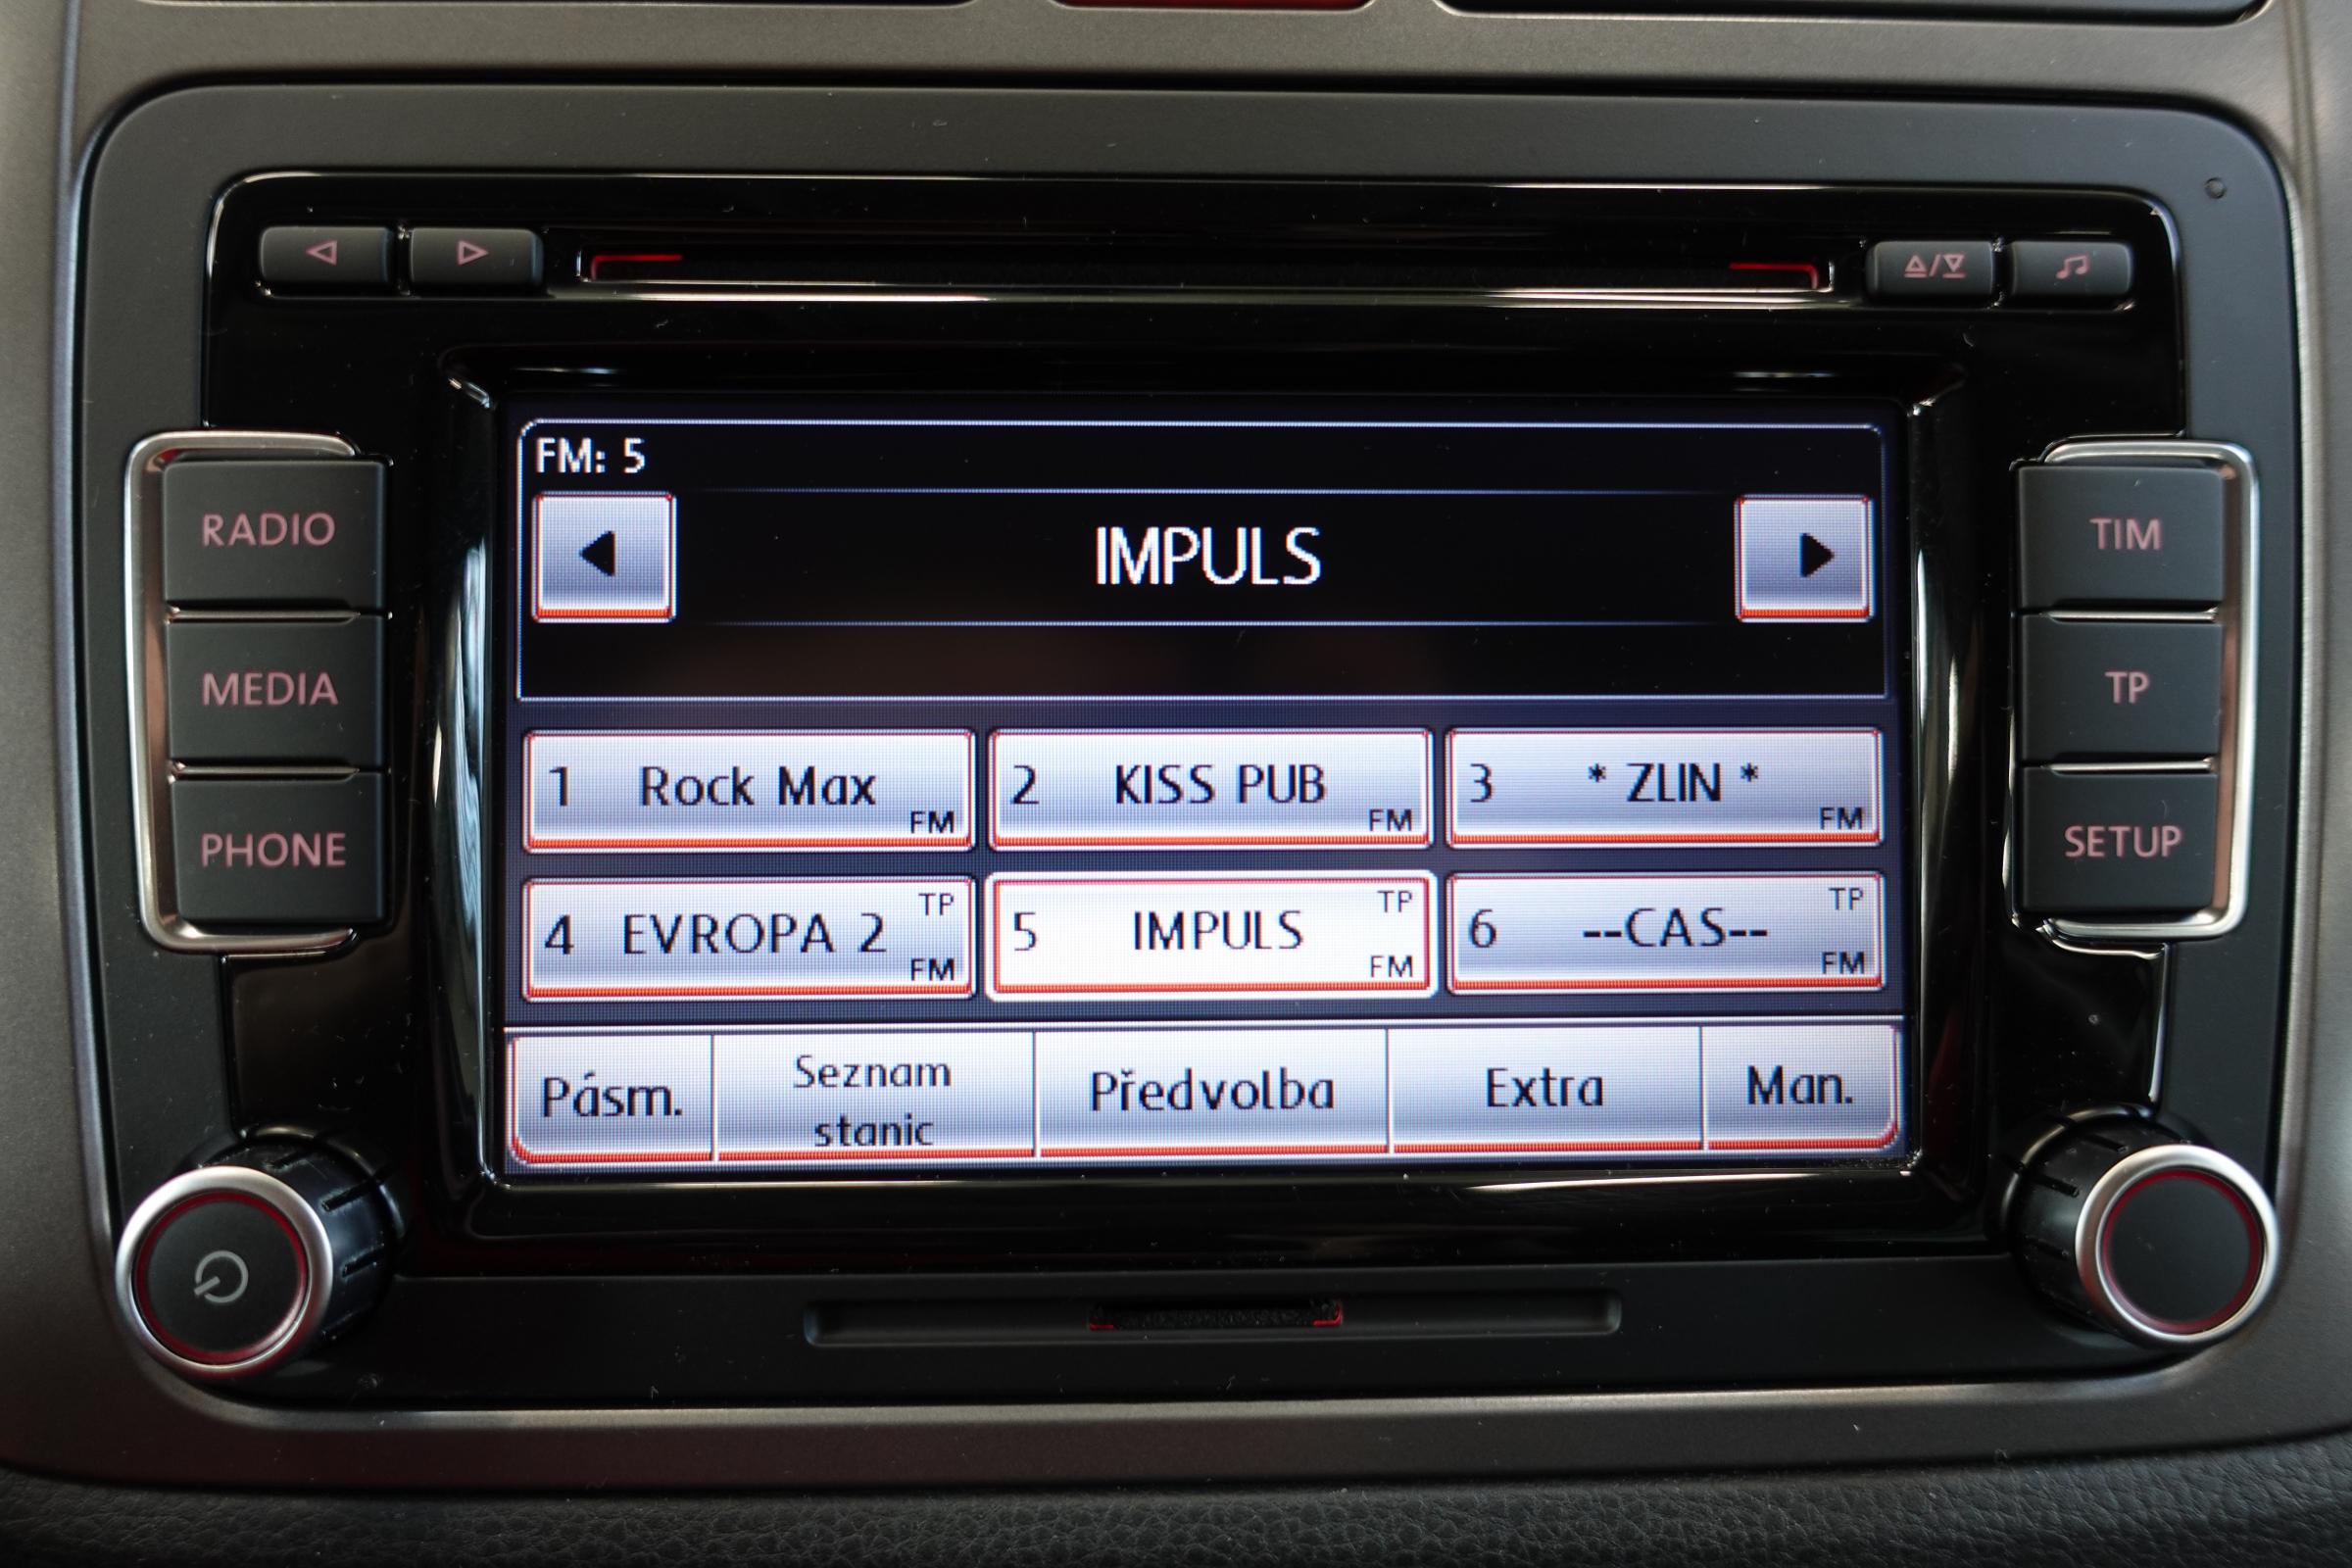 FM: 5
IMPULS
RADIO
MEDIA
PHONE
TIM
TP
SETUP
1 Rock Max FM
2 KISS PUB FM
3 * ZLIN * FM
4 EVROPA 2 TP FM
5 IMPULS TP FM
6 --CAS-- TP FM
Pásm.
Seznam
stanic
Předvolba
Extra
Man.